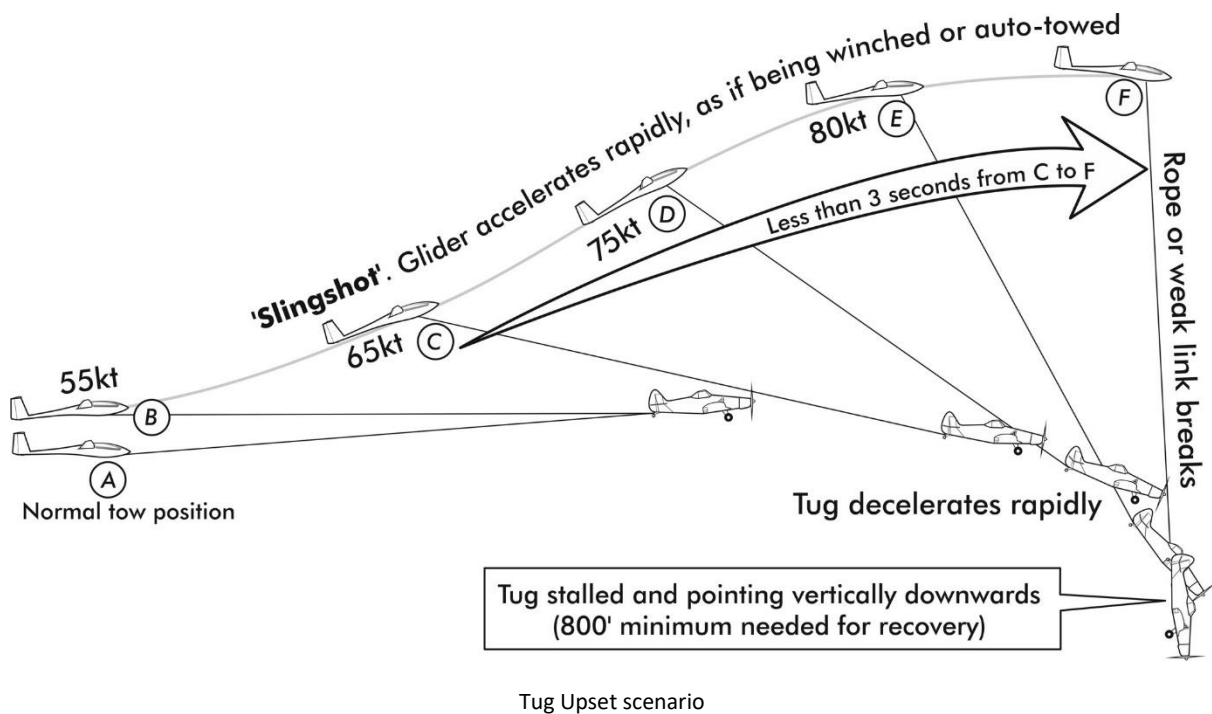 'Slingshot'. Glider accelerates rapidly, as if being winched or auto-towed
F
E
80kt
D
75kt
Less than 3 seconds from C to F
Rope or weak link breaks
C
65kt
55kt
B
A
Normal tow position
Tug decelerates rapidly
Tug stalled and pointing vertically downwards
(800' minimum needed for recovery)
Tug Upset scenario